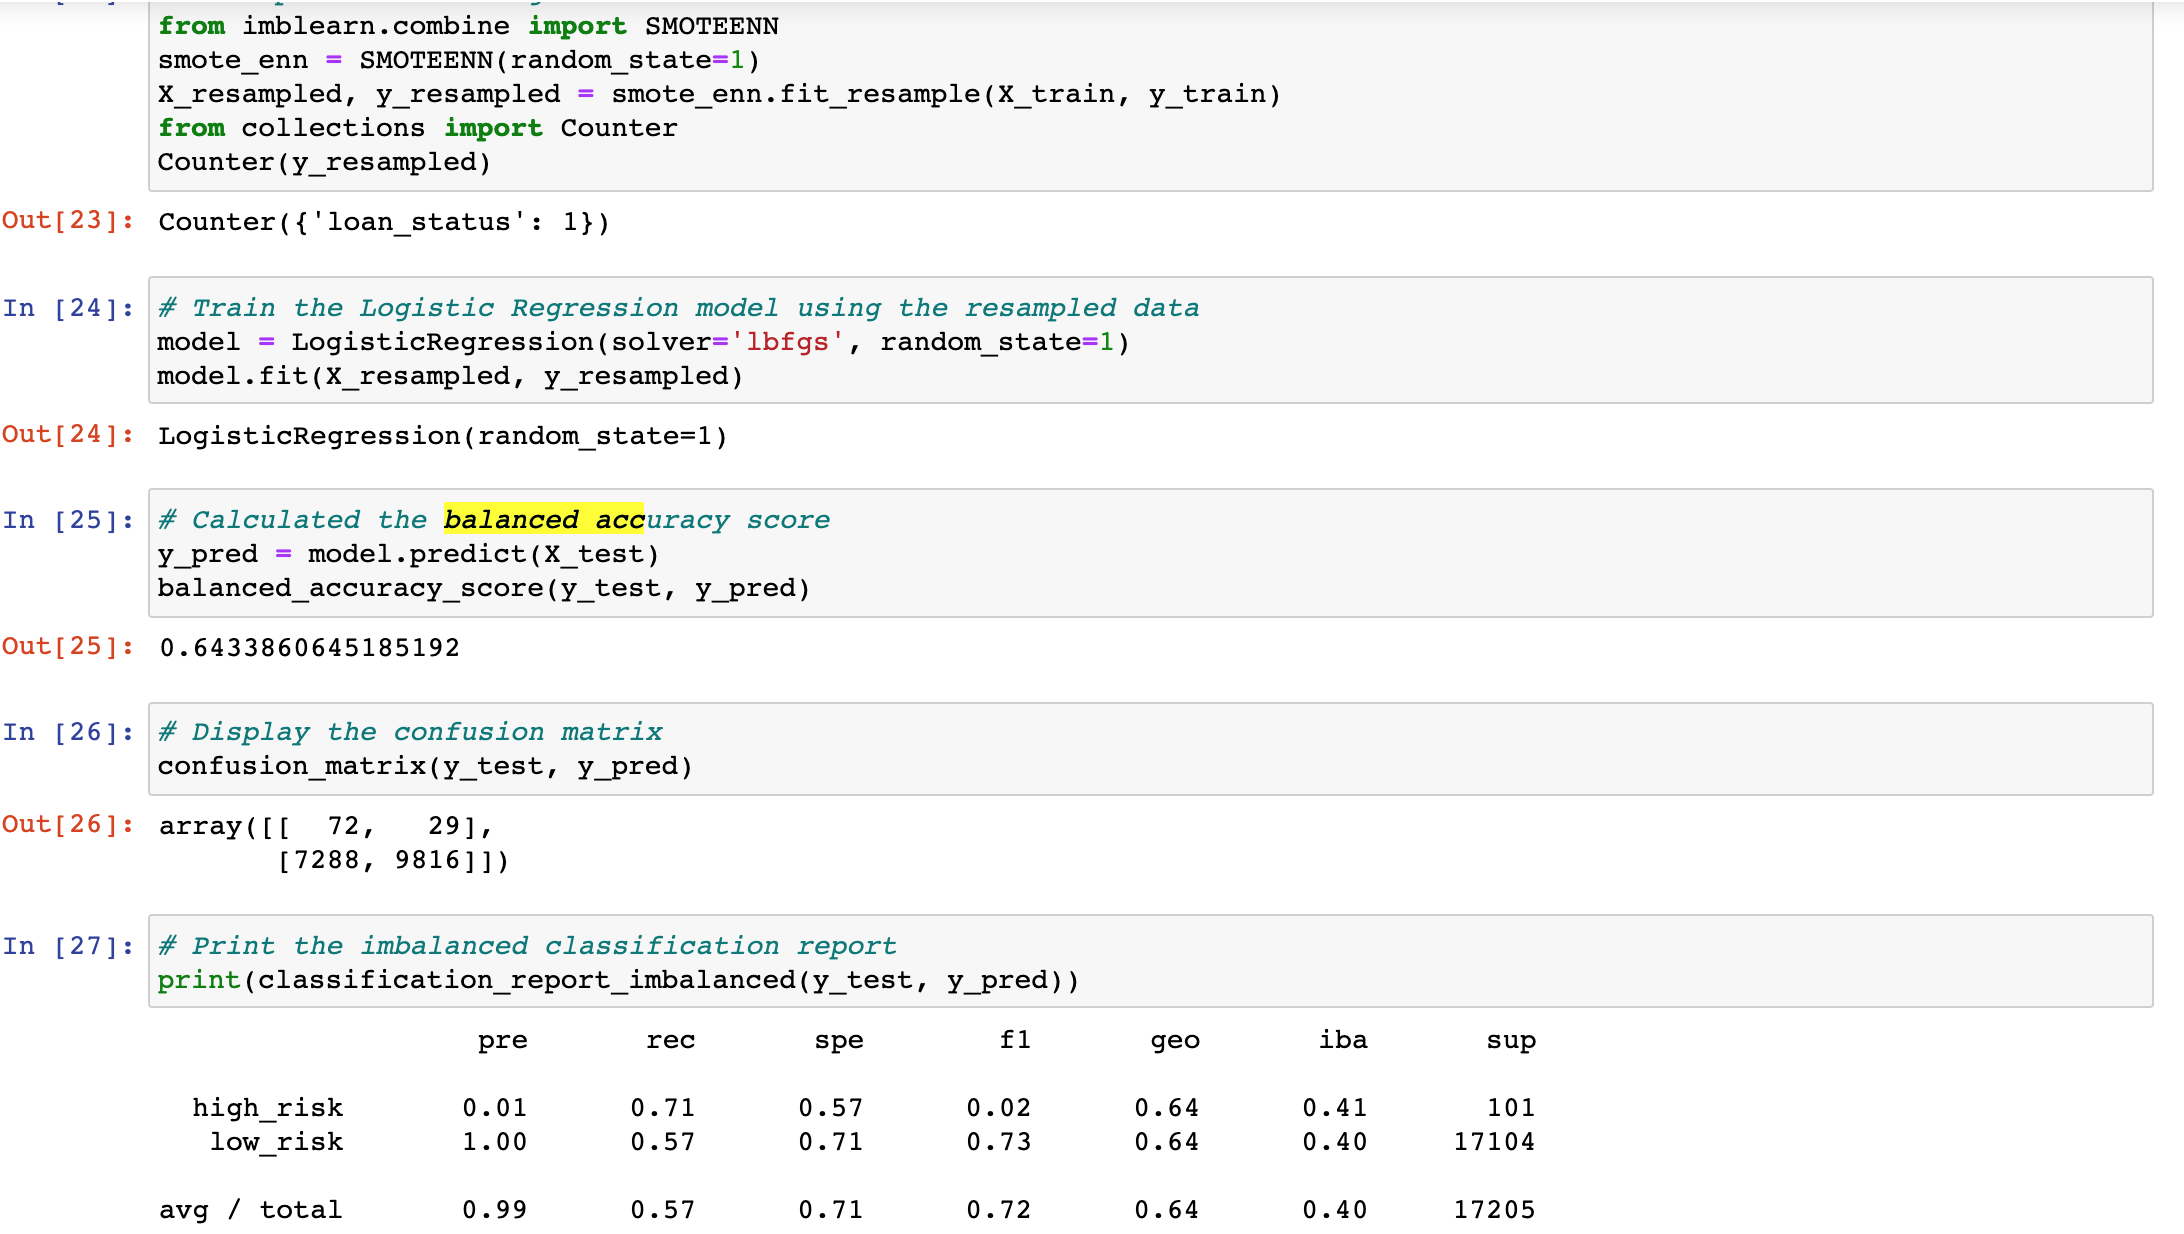 from imblearn.combine import SMOTEENN
smote_enn = SMOTEENN(random_state=1)
X_resampled, y_resampled = smote_enn.fit_resample(X_train, y_train)
from collections import Counter
Counter(y_resampled)
Out[23]: Counter({'loan_status': 1})
In [24]: # Train the Logistic Regression model using the resampled data
model = LogisticRegression(solver='lbfgs', random_state=1)
model.fit(X_resampled, y_resampled)
Out[24]: LogisticRegression(random_state=1)
In [25]: # Calculated the balanced accuracy score
y_pred = model.predict(X_test)
balanced_accuracy_score(y_test, y_pred)
Out[25]: 0.6433860645185192
In [26]: # Display the confusion matrix
confusion_matrix(y_test, y_pred)
Out[26]: array([[  72,   29],
       [7288, 9816]])
In [27]: # Print the imbalanced classification report
print(classification_report_imbalanced(y_test, y_pred))
pre rec spe f1 geo iba sup
high_risk 0.01 0.71 0.57 0.02 0.64 0.41 101
low_risk 1.00 0.57 0.71 0.73 0.64 0.40 17104
avg / total 0.99 0.57 0.71 0.72 0.64 0.40 17205